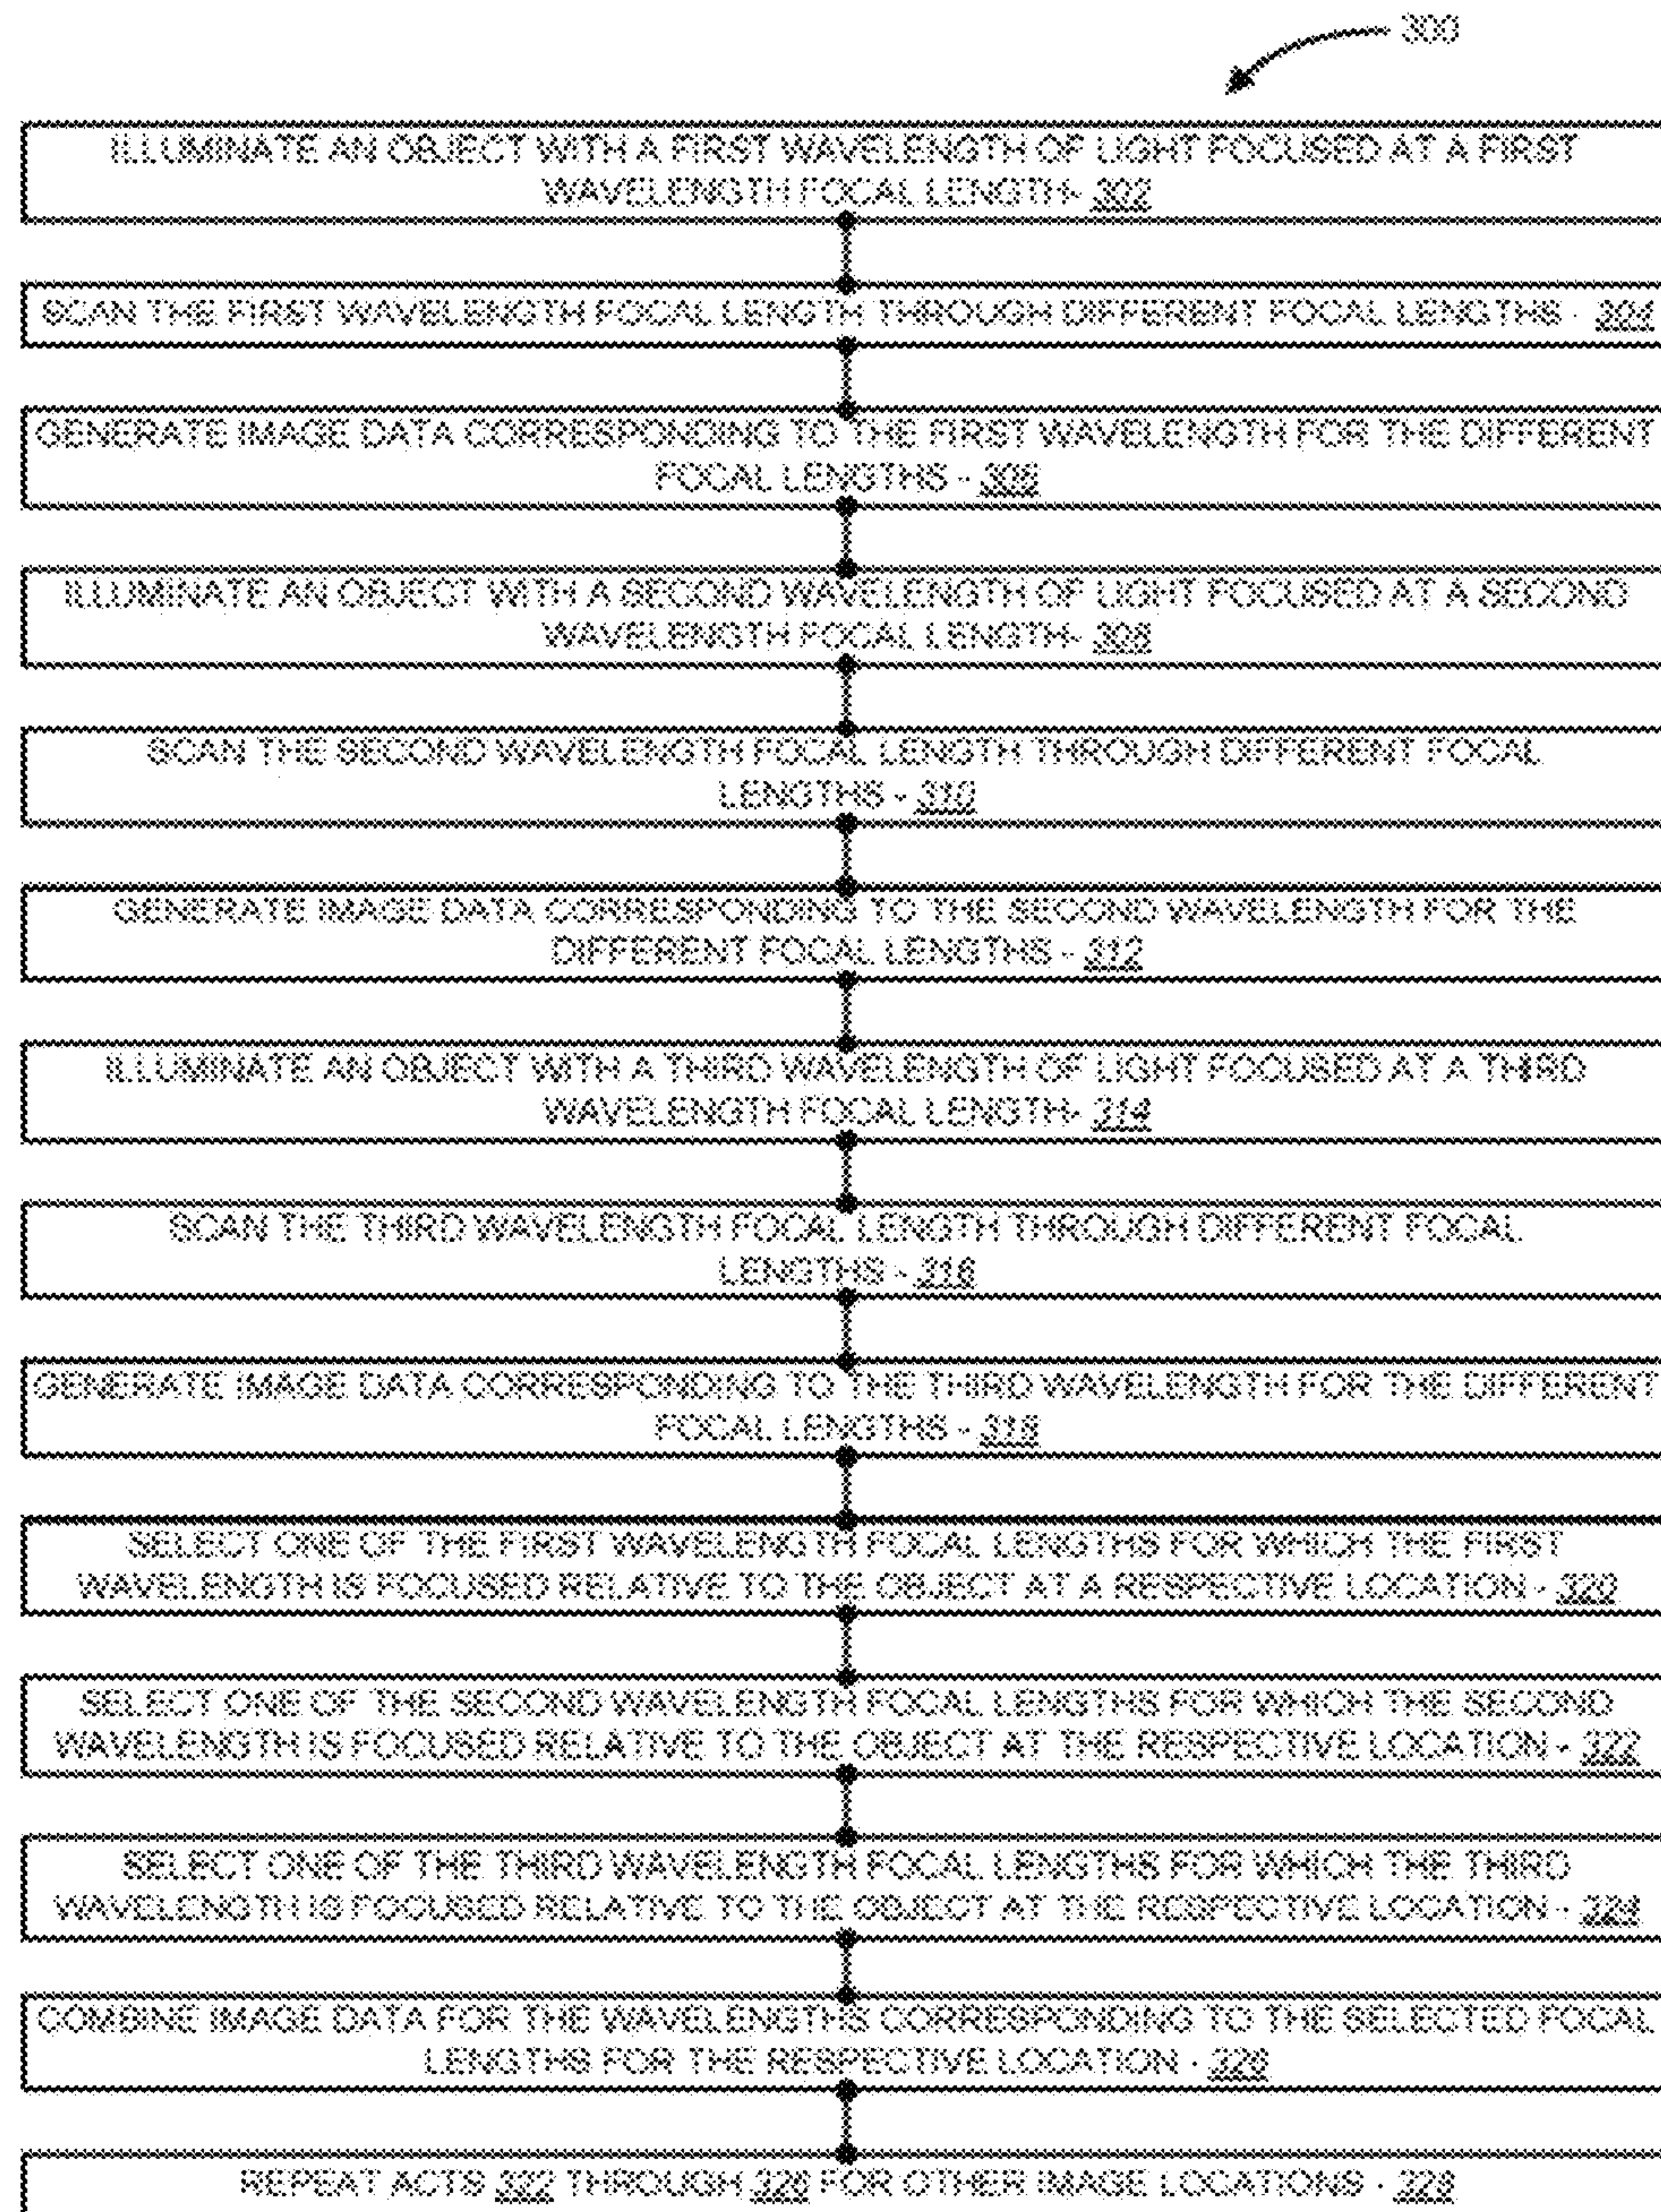 300
ILLUMINATE AN OBJECT WITH A FIRST WAVELENGTH OF LIGHT FOCUSED AT A FIRST
WAVELENGTH FOCAL LENGTH- 302
SCAN THE FIRST WAVELENGTH FOCAL LENGTH THROUGH DIFFERENT FOCAL LENGTHS - 304
GENERATE IMAGE DATA CORRESPONDING TO THE FIRST WAVELENGTH FOR THE DIFFERENT
FOCAL LENGTHS - 306
ILLUMINATE AN OBJECT WITH A SECOND WAVELENGTH OF LIGHT FOCUSED AT A SECOND
WAVELENGTH FOCAL LENGTH- 308
SCAN THE SECOND WAVELENGTH FOCAL LENGTH THROUGH DIFFERENT FOCAL
LENGTHS - 310
GENERATE IMAGE DATA CORRESPONDING TO THE SECOND WAVELENGTH FOR THE
DIFFERENT FOCAL LENGTHS - 312
ILLUMINATE AN OBJECT WITH A THIRD WAVELENGTH OF LIGHT FOCUSED AT A THIRD
WAVELENGTH FOCAL LENGTH- 314
SCAN THE THIRD WAVELENGTH FOCAL LENGTH THROUGH DIFFERENT FOCAL
LENGTHS - 316
GENERATE IMAGE DATA CORRESPONDING TO THE THIRD WAVELENGTH FOR THE DIFFERENT
FOCAL LENGTHS - 318
SELECT ONE OF THE FIRST WAVELENGTH FOCAL LENGTHS FOR WHICH THE FIRST
WAVELENGTH IS FOCUSED RELATIVE TO THE OBJECT AT A RESPECTIVE LOCATION - 320
SELECT ONE OF THE SECOND WAVELENGTH FOCAL LENGTHS FOR WHICH THE SECOND
WAVELENGTH IS FOCUSED RELATIVE TO THE OBJECT AT THE RESPECTIVE LOCATION - 322
SELECT ONE OF THE THIRD WAVELENGTH FOCAL LENGTHS FOR WHICH THE THIRD
WAVELENGTH IS FOCUSED RELATIVE TO THE OBJECT AT THE RESPECTIVE LOCATION - 324
COMBINE IMAGE DATA FOR THE WAVELENGTHS CORRESPONDING TO THE SELECTED FOCAL
LENGTHS FOR THE RESPECTIVE LOCATION - 326
REPEAT ACTS 322 THROUGH 326 FOR OTHER IMAGE LOCATIONS - 328